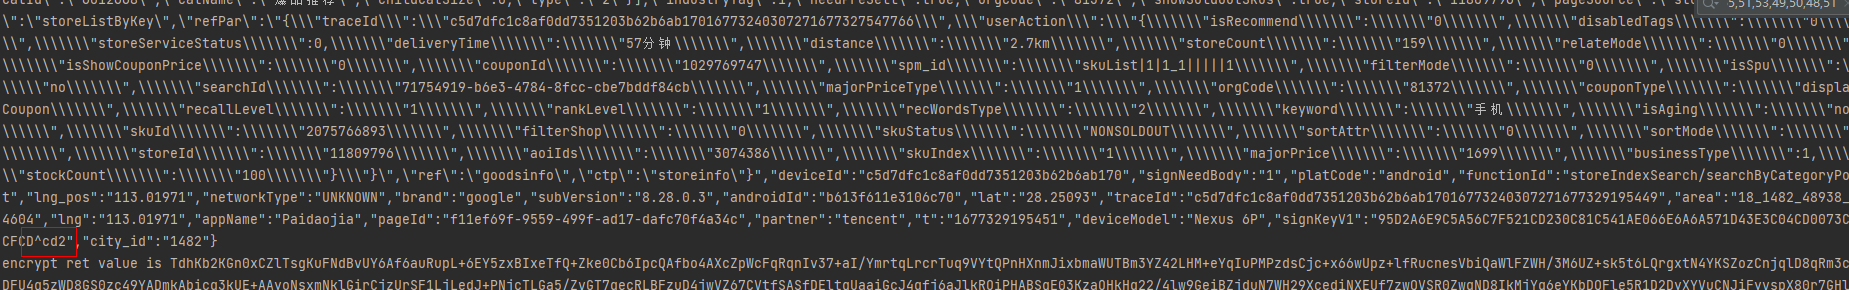 \":\"storeListByKey\",\"refPar\":\"{\\\"traceId\\\":\\\"c5d7dfc1c8af0dd7351203b62b6ab17016773240307271677327547766\\\",\\\"userAction\\\":\\\"{\\\\\\\"isRecommend\\\\\\\":\\\\\\\"0\\\\\\\",\\\\\\\"disabledTags\\\\\\\":\\\\\\\"0\\\\\
\\",\\\\\\\"storeServiceStatus\\\\\\\":0,\\\\\\\"deliveryTime\\\\\\\":\\\\\\\"57分钟\\\\\\\",\\\\\\\"distance\\\\\\\":\\\\\\\"2.7km\\\\\\\",\\\\\\\"storeCount\\\\\\\":\\\\\\\"159\\\\\\\",\\\\\\\"relateMode\\\\\\\":\\\\\\\"0\\\\\\\"
\\\\\\\"isShowCouponPrice\\\\\\\":\\\\\\\"0\\\\\\\",\\\\\\\"couponId\\\\\\\":\\\\\\\"1029769747\\\\\\\",\\\\\\\"spm_id\\\\\\\":\\\\\\\"skuList|1|1_1|||||1\\\\\\\",\\\\\\\"filterMode\\\\\\\":\\\\\\\"0\\\\\\\",\\\\\\\"isSpu\\\\\\\":\\
\\\\\"no\\\\\\\",\\\\\\\"searchId\\\\\\\":\\\\\\\"71754919-b6e3-4784-8fcc-cbe7bddf84cb\\\\\\\",\\\\\\\"majorPriceType\\\\\\\":\\\\\\\"1\\\\\\\",\\\\\\\"orgCode\\\\\\\":\\\\\\\"81372\\\\\\\",\\\\\\\"couponType\\\\\\\":\\\\\\\"displa
Coupon\\\\\\\",\\\\\\\"recallLevel\\\\\\\":\\\\\\\"1\\\\\\\",\\\\\\\"rankLevel\\\\\\\":\\\\\\\"1\\\\\\\",\\\\\\\"recWordsType\\\\\\\":\\\\\\\"2\\\\\\\",\\\\\\\"keyword\\\\\\\":\\\\\\\"手机\\\\\\\",\\\\\\\"isAging\\\\\\\":\\\\\\\"no
\\\\\\\",\\\\\\\"skuId\\\\\\\":\\\\\\\"2075766893\\\\\\\",\\\\\\\"filterShop\\\\\\\":\\\\\\\"0\\\\\\\",\\\\\\\"skuStatus\\\\\\\":\\\\\\\"NONSOLDOUT\\\\\\\",\\\\\\\"sortAttr\\\\\\\":\\\\\\\"0\\\\\\\",\\\\\\\"sortMode\\\\\\\":\\\\\\\"
\\\\\\\",\\\\\\\"storeId\\\\\\\":\\\\\\\"11809796\\\\\\\",\\\\\\\"aoiIds\\\\\\\":\\\\\\\"3074386\\\\\\\",\\\\\\\"skuIndex\\\\\\\":\\\\\\\"1\\\\\\\",\\\\\\\"majorPrice\\\\\\\":\\\\\\\"1699\\\\\\\",\\\\\\\"businessType\\\\\\\":1,\\\\\
\\"stockCount\\\\\\\":\\\\\\\"100\\\\\\\"}\\\"}\",\"ref\":\"goodsinfo\",\"ctp\":\"storeinfo\"}","deviceId":"c5d7dfc1c8af0dd7351203b62b6ab170","signNeedBody":"1","platCode":"android","functionId":"storeIndexSearch/searchByCategoryPo
t","lng_pos":"113.01971","networkType":"UNKNOWN","brand":"google","subVersion":"8.28.0.3","androidId":"b613f611e3106c70","lat":"28.25093","traceId":"c5d7dfc1c8af0dd7351203b62b6ab17016773240307271677329195449","area":"18_1482_48938_
4604","lng":"113.01971","appName":"Paidaojia","pageId":"f11ef69f-9559-499f-ad17-dafc70f4a34c","partner":"tencent","t":"1677329195451","deviceModel":"Nexus 6P","signKeyV1":"95D2A6E9C5A56C7F521CD230C81C541AE066E6A6A571D43E3C04CD0073C
CFCD^cd2","city_id":"1482"}
encrypt ret value is TdhKb2KGn0xCZlTsgKuFNdBvUY6Af6auRupL+6EY5zxBIxeTfQ+Zke0Cb6IpcQAfbo4AXcZpWcFqRqnIv37+aI/YmrtqLrcrTuq9VYtQPnHXnmJixbmaWUTBm3YZ42LHM+eYqIuPMPzdsCjc+x66wUpz+lfRucnesVbiQaWlFZWH/3M6UZ+sk5t6LQrgxtN4YKSZozCnjqlD8qRm3c
5,51,53,49,50,48,51